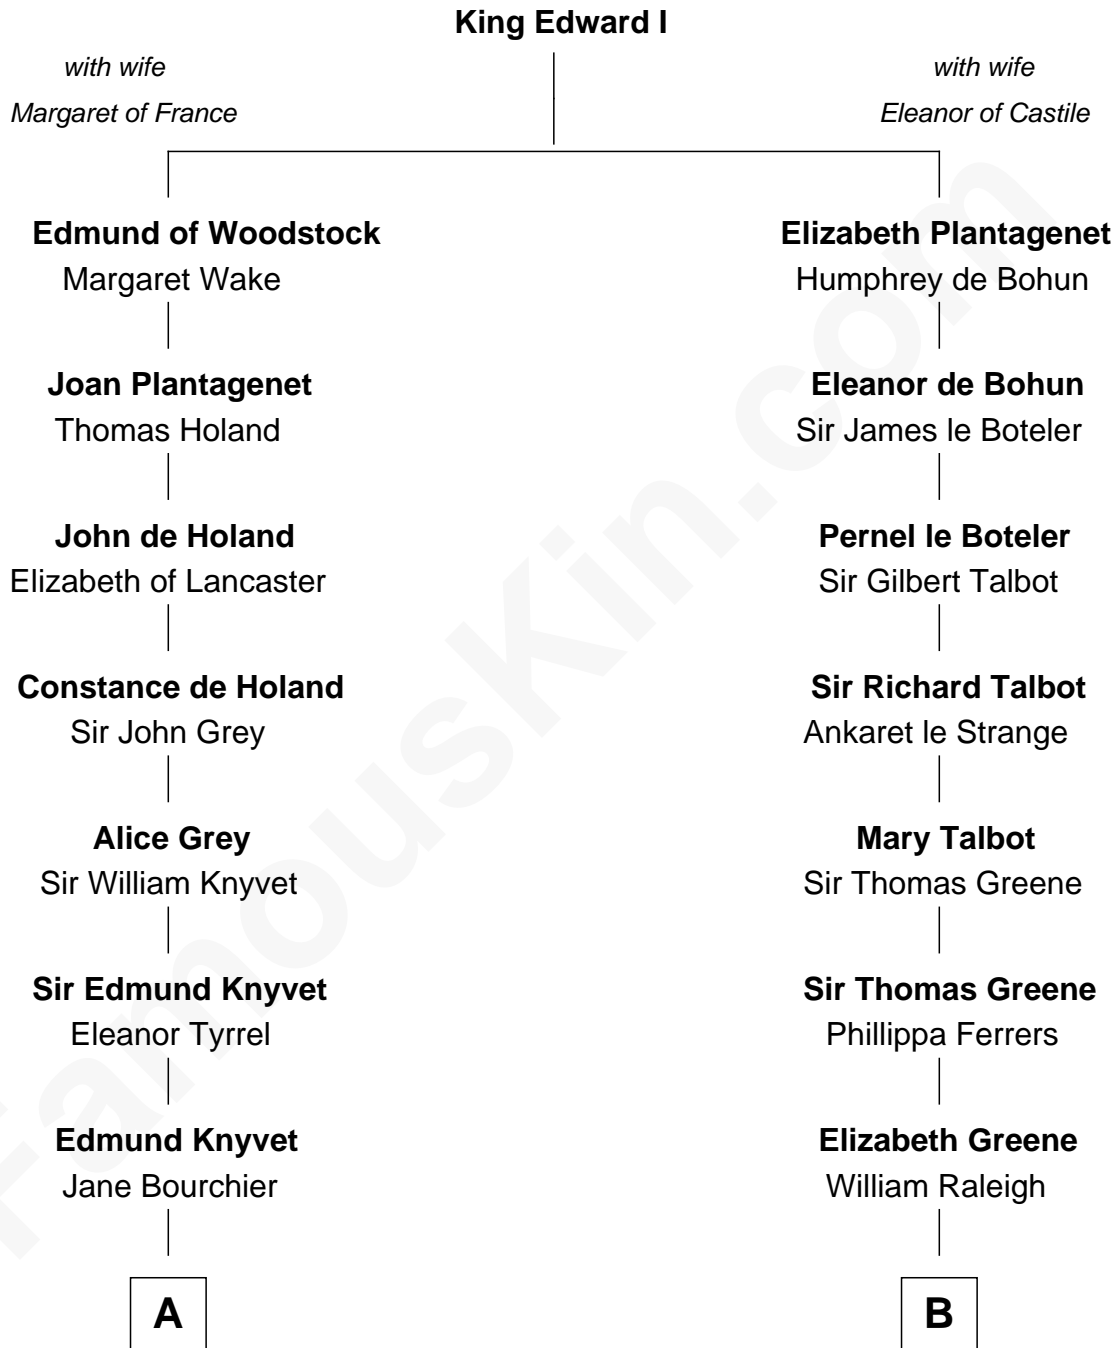 King Edward I
with wife
Margaret of France
with wife
Eleanor of Castile
Edmund of Woodstock
Margaret Wake
Elizabeth Plantagenet
Humphrey de Bohun
Joan Plantagenet
Thomas Holand
Eleanor de Bohun
Sir James le Boteler
John de Holand
Elizabeth of Lancaster
Pernel le Boteler
Sir Gilbert Talbot
Constance de Holand
Sir John Grey
Sir Richard Talbot
Ankaret le Strange
Alice Grey
Sir William Knyvet
Mary Talbot
Sir Thomas Greene
Sir Edmund Knyvet
Eleanor Tyrrel
Sir Thomas Greene
Phillippa Ferrers
Edmund Knyvet
Jane Bourchier
Elizabeth Greene
William Raleigh
A
B
FamousKin.com